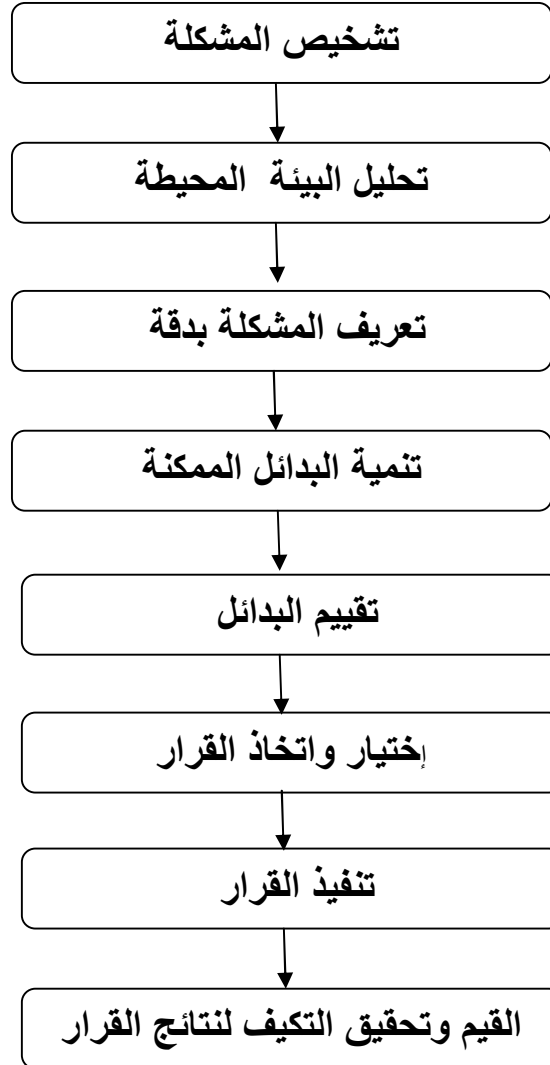 تشخيص المشكلة
تحليل البيئة المحيطة
تعريف المشكلة بدقة
تنمية البدائل الممكنة
تقييم البدائل
إختيار واتخاذ القرار
تنفيذ القرار
القيم وتحقيق التكيف لنتائج القرار